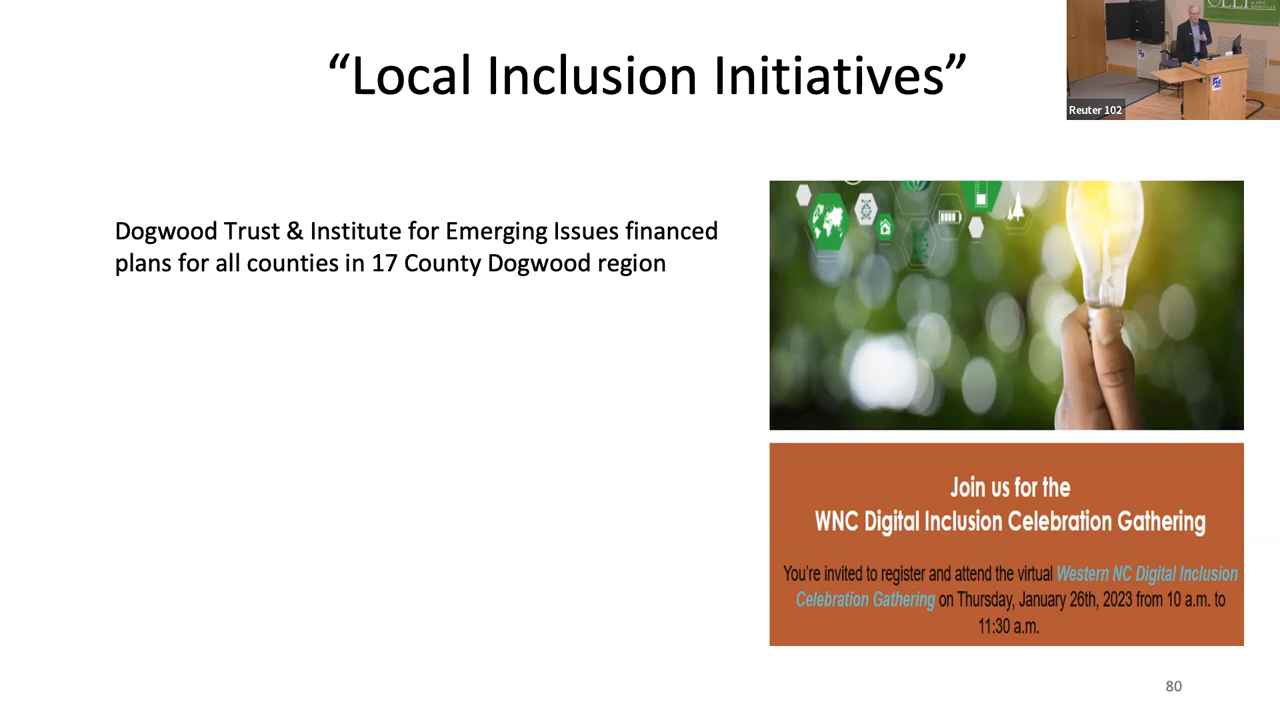 “Local Inclusion Initiatives”
Reuter 102
Dogwood Trust & Institute for Emerging Issues financed
plans for all counties in 17 County Dogwood region
Join us for the
WNC Digital Inclusion Celebration Gathering
You're invited to register and attend the virtual Western NC Digital Inclusion
Celebration Gathering on Thursday, January 26th, 2023 from 10 a.m. to
11:30 a.m.
80